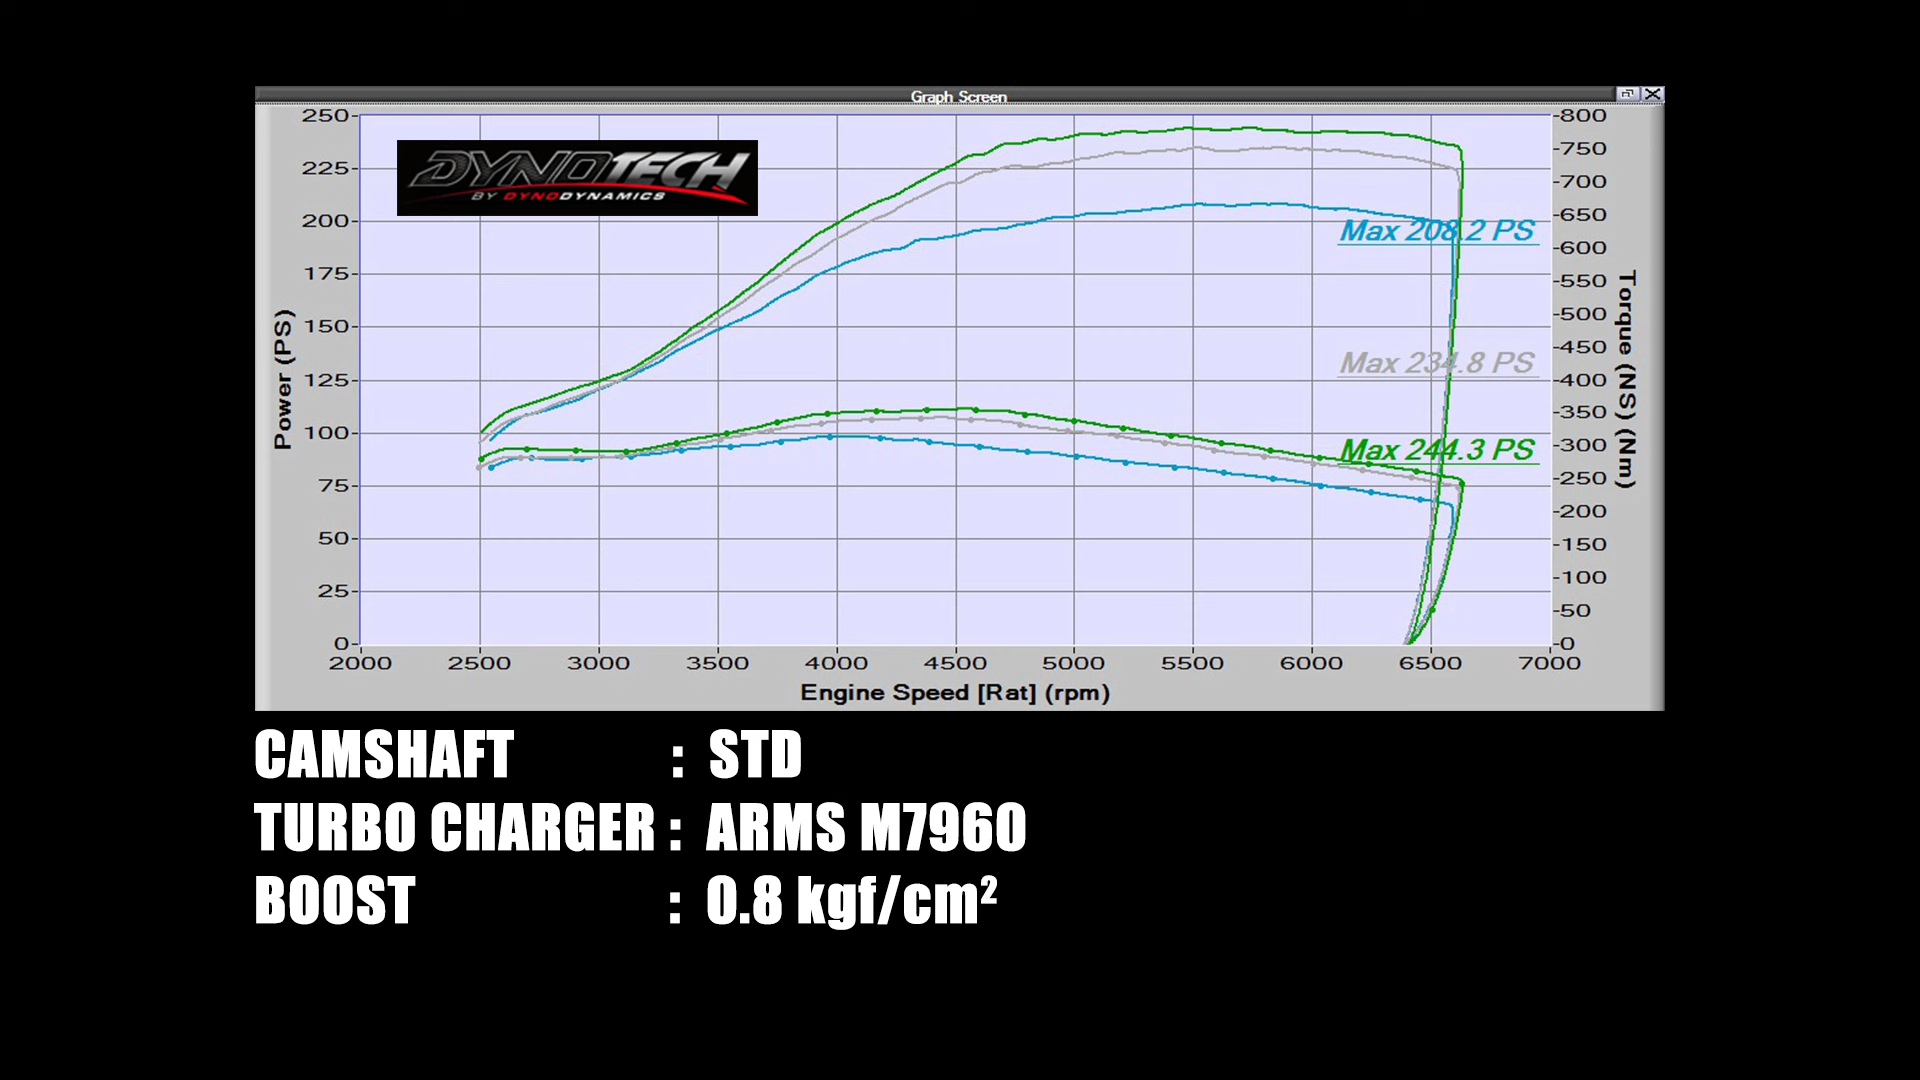 Graph Screen
DYNOTECH
BY DYNODYNAMICS
250
225
200
175
150
125
100
75
50
25
0
Power (PS)
-800
-750
-700
-650
-600
-550
-500
-450
-400
-350
-300
-250
-200
-150
-100
-50
-0
Torque (NS) (Nm)
Max 208.2 PS
Max 234.8 PS
Max 244.3 PS
2000 2500 3000 3500 4000 4500 5000 5500 6000 6500 7000
Engine Speed [Rat] (rpm)
CAMSHAFT : STD
TURBO CHARGER : ARMS M7960
BOOST : 0.8 kgf/cm²